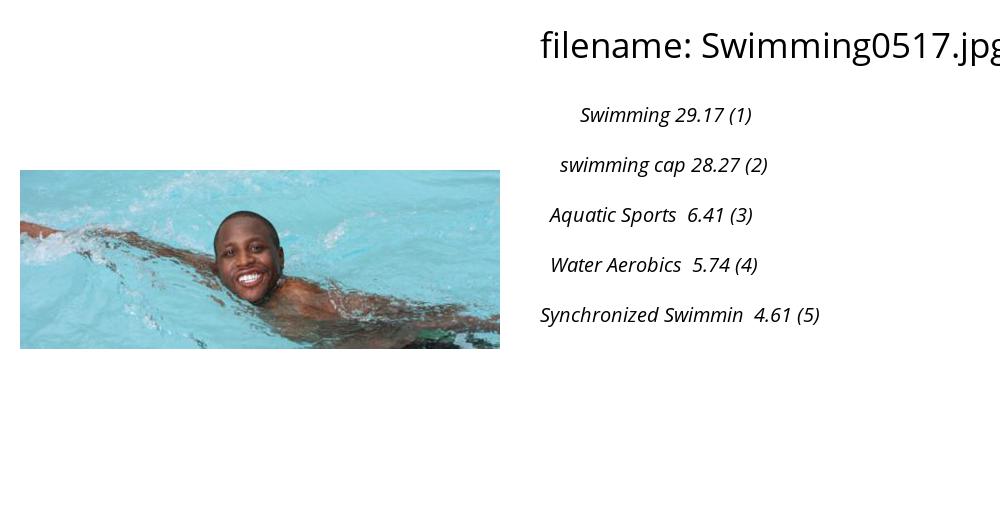 filename: Swimming0517.jpg
Swimming 29.17 (1)
swimming cap 28.27 (2)
Aquatic Sports 6.41 (3)
Water Aerobics 5.74 (4)
Synchronized Swimmin 4.61 (5)